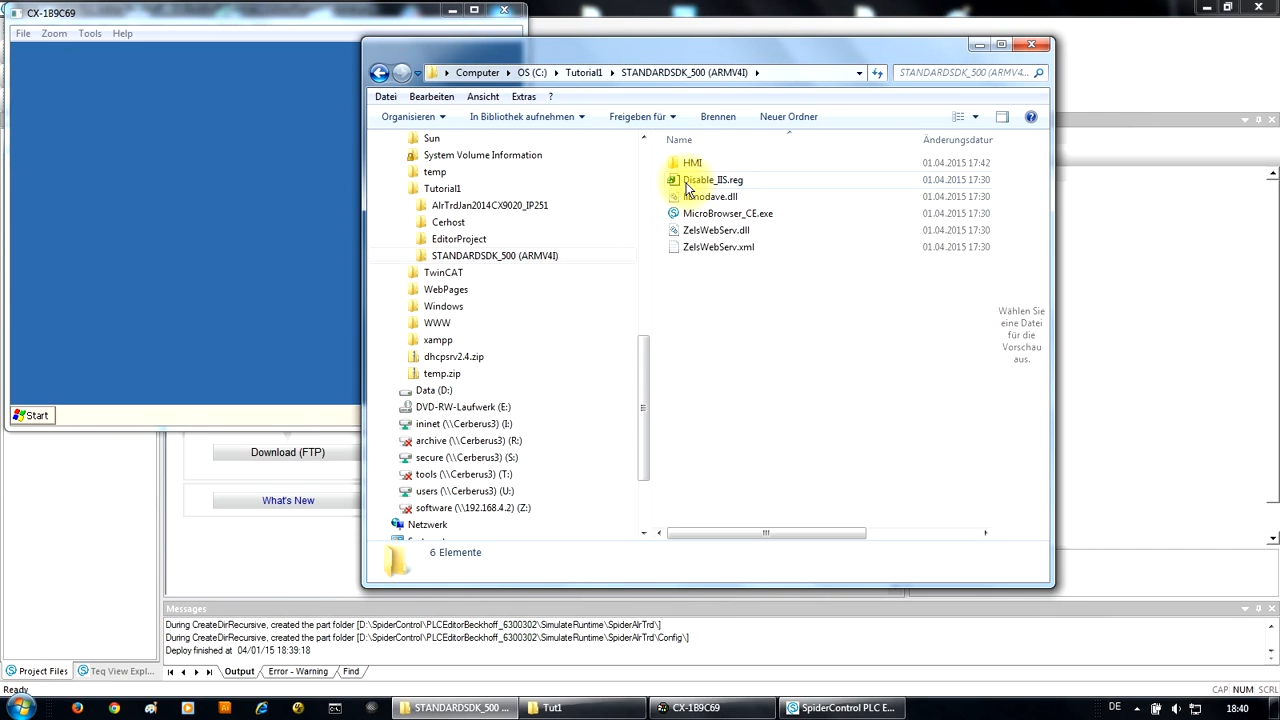 CX-1B9C69
File Zoom Tools Help
Start
Computer OS (C:) Tutorial1 STANDARDSDK_500 (ARMV4I)
STANDARDSDK_500 (ARMV4...
Datei Bearbeiten Ansicht Extras ?
Organisieren In Bibliothek aufnehmen Freigeben für Brennen Neuer Ordner
Sun
System Volume Information
temp
Tutorial1
AlrTrdJan2014CX9020_IP251
Cerhost
EditorProject
STANDARDSDK_500 (ARMV4I)
TwinCAT
WebPages
Windows
WWW
xampp
dhcpsrv2.4.zip
temp.zip
Data (D:)
DVD-RW-Laufwerk (E:)
ininet (\\Cerberus3) (I:)
archive (\\Cerberus3) (R:)
secure (\\Cerberus3) (S:)
tools (\\Cerberus3) (T:)
users (\\Cerberus3) (U:)
software (\\192.168.4.2) (Z:)
Netzwerk
Name Änderungsdatum
HMI 01.04.2015 17:42
Disable_IIS.reg 01.04.2015 17:30
libnodave.dll 01.04.2015 17:30
MicroBrowser_CE.exe 01.04.2015 17:30
ZelsWebServ.dll 01.04.2015 17:30
ZelsWebServ.xml 01.04.2015 17:30
Wählen Sie
eine Datei
für die
Vorschau
aus.
6 Elemente
Download (FTP)
What's New
Messages
During CreateDirRecursive, created the part folder [D:\SpiderControl\PLCEditorBeckhoff_6300302\SimulateRuntime\SpiderAlrTrd\]
During CreateDirRecursive, created the part folder [D:\SpiderControl\PLCEditorBeckhoff_6300302\SimulateRuntime\SpiderAlrTrd\Config\]
Deploy finished at 04/01/15 18:39:18
Project Files Teq View Expl... Output Error - Warning Find
Ready CAP NUM SCRL
STANDARDSDK_500 ... Tut1 CX-1B9C69 SpiderControl PLC E... DE 18:40